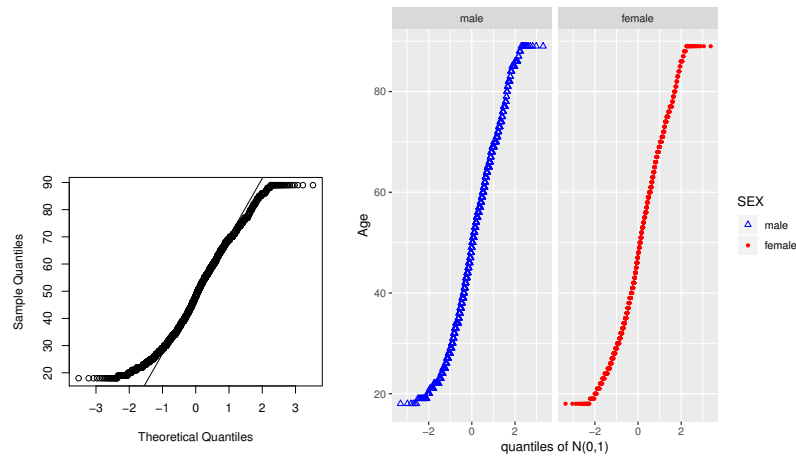 Sample Quantiles
90
80
70
60
50
40
30
20
−3 −2 −1 0 1 2 3
Theoretical Quantiles
male female
Age
80
60
40
20
−2 0 2 −2 0 2
quantiles of N(0,1)
SEX
male
female